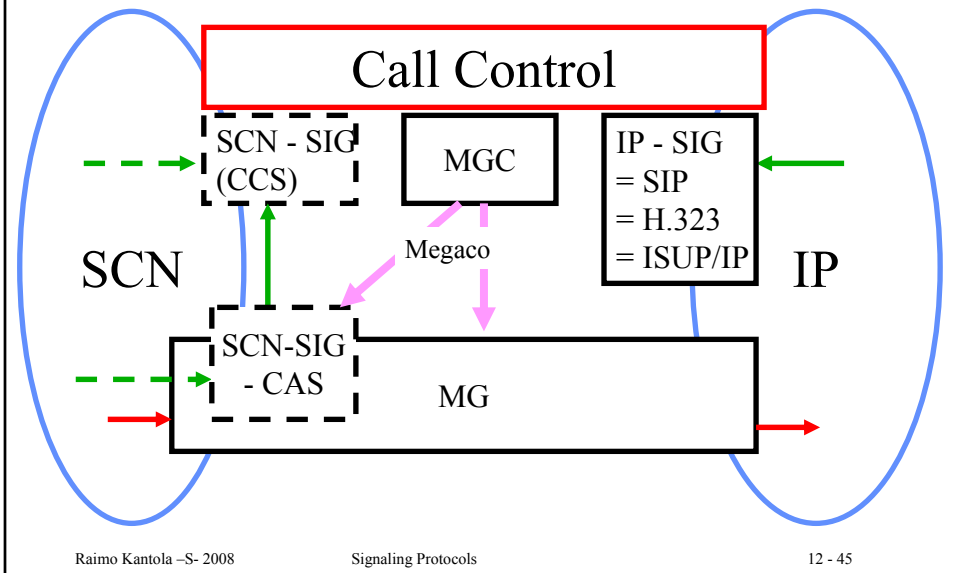 Call Control
SCN - SIG
(CCS)
MGC
IP - SIG
= SIP
= H.323
= ISUP/IP
Megaco
SCN
IP
SCN-SIG
- CAS
MG
Raimo Kantola –S- 2008
Signaling Protocols
12 - 45